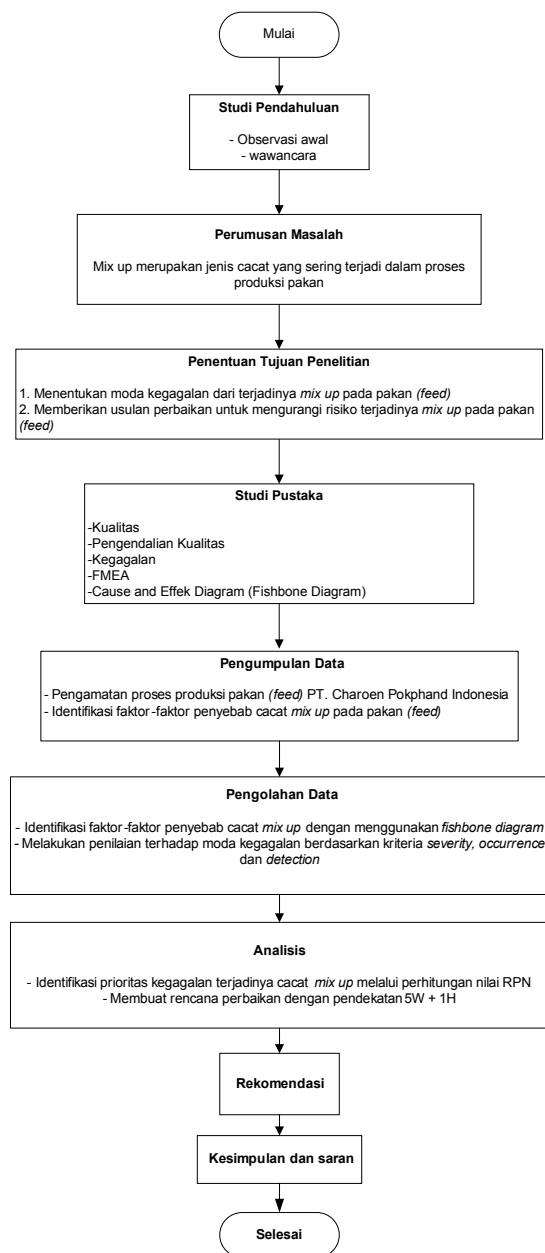 Mulai
Studi Pendahuluan
- Observasi awal
- wawancara
Perumusan Masalah
Mix up merupakan jenis cacat yang sering terjadi dalam proses
produksi pakan
Penentuan Tujuan Penelitian
1. Menentukan moda kegagalan dari terjadinya mix up pada pakan (feed)
2. Memberikan usulan perbaikan untuk mengurangi risiko terjadinya mix up pada pakan
(feed)
Studi Pustaka
-Kualitas
-Pengendalian Kualitas
-Kegagalan
-FMEA
-Cause and Effek Diagram (Fishbone Diagram)
Pengumpulan Data
- Pengamatan proses produksi pakan (feed) PT. Charoen Pokphand Indonesia
- Identifikasi faktor-faktor penyebab cacat mix up pada pakan (feed)
Pengolahan Data
- Identifikasi faktor-faktor penyebab cacat mix up dengan menggunakan fishbone diagram
- Melakukan penilaian terhadap moda kegagalan berdasarkan kriteria severity, occurrence
dan detection
Analisis
- Identifikasi prioritas kegagalan terjadinya cacat mix up melalui perhitungan nilai RPN
- Membuat rencana perbaikan dengan pendekatan 5W + 1H
Rekomendasi
Kesimpulan dan saran
Selesai